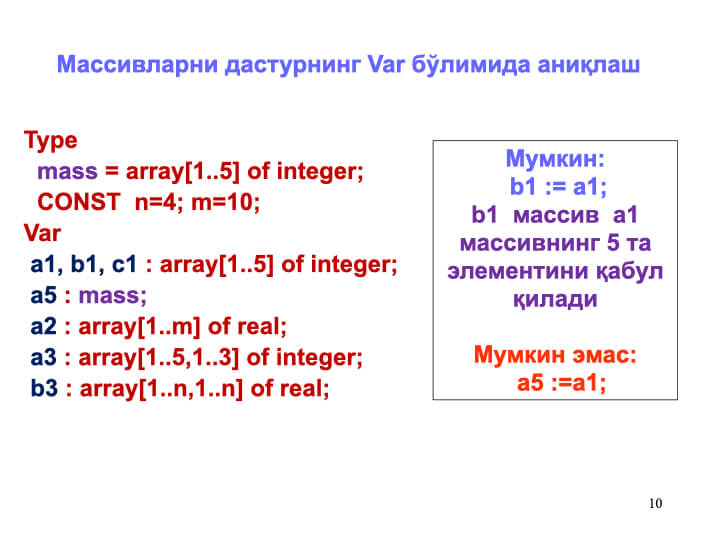 Массивларни дастурнинг Var бўлимида аниқлаш
Type
mass = array[1..5] of integer;
CONST n=4; m=10;
Var
a1, b1, c1 : array[1..5] of integer;
a5 : mass;
a2 : array[1..m] of real;
a3 : array[1..5,1..3] of integer;
b3 : array[1..n,1..n] of real;
Мумкин:
b1 := a1;
b1 массив a1
массивнинг 5 та
элементини қабул
қилади
Мумкин эмас:
a5 :=a1;
10